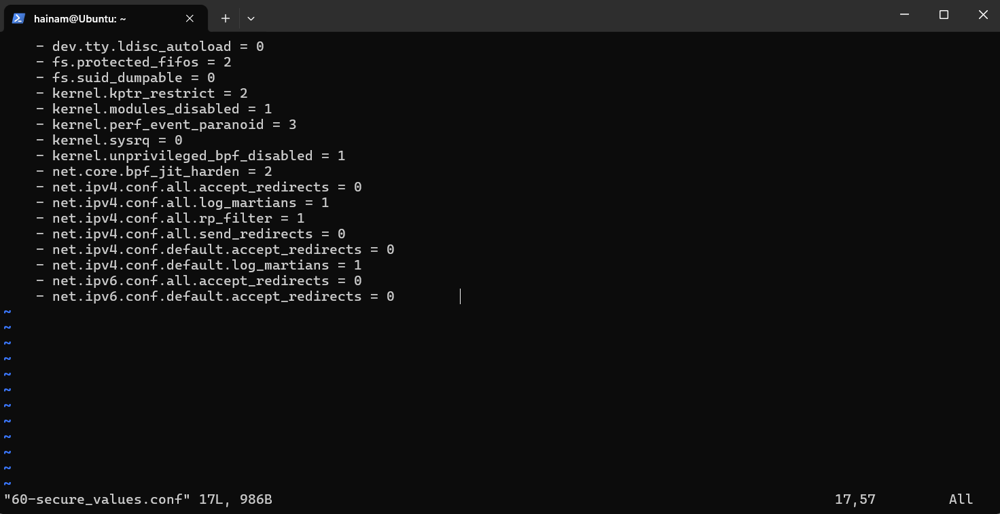 hainam@Ubuntu: ~
- dev.tty.ldisc_autoload = 0
- fs.protected_fifos = 2
- fs.suid_dumpable = 0
- kernel.kptr_restrict = 2
- kernel.modules_disabled = 1
- kernel.perf_event_paranoid = 3
- kernel.sysrq = 0
- kernel.unprivileged_bpf_disabled = 1
- net.core.bpf_jit_harden = 2
- net.ipv4.conf.all.accept_redirects = 0
- net.ipv4.conf.all.log_martians = 1
- net.ipv4.conf.all.rp_filter = 1
- net.ipv4.conf.all.send_redirects = 0
- net.ipv4.conf.default.accept_redirects = 0
- net.ipv4.conf.default.log_martians = 1
- net.ipv6.conf.all.accept_redirects = 0
- net.ipv6.conf.default.accept_redirects = 0
~
~
~
~
~
~
~
~
~
~
~
~
"60-secure_values.conf" 17L, 986B 17,57 All